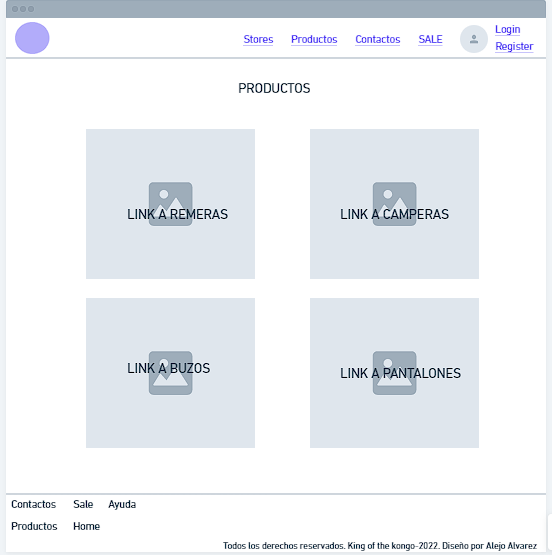 Stores Productos Contactos SALE Login
Register
PRODUCTOS
LINK A REMERAS LINK A CAMPERAS
LINK A BUZOS LINK A PANTALONES
Contactos Sale Ayuda
Productos Home
Todos los derechos reservados. King of the kongo-2022. Diseño por Alejo Alvarez